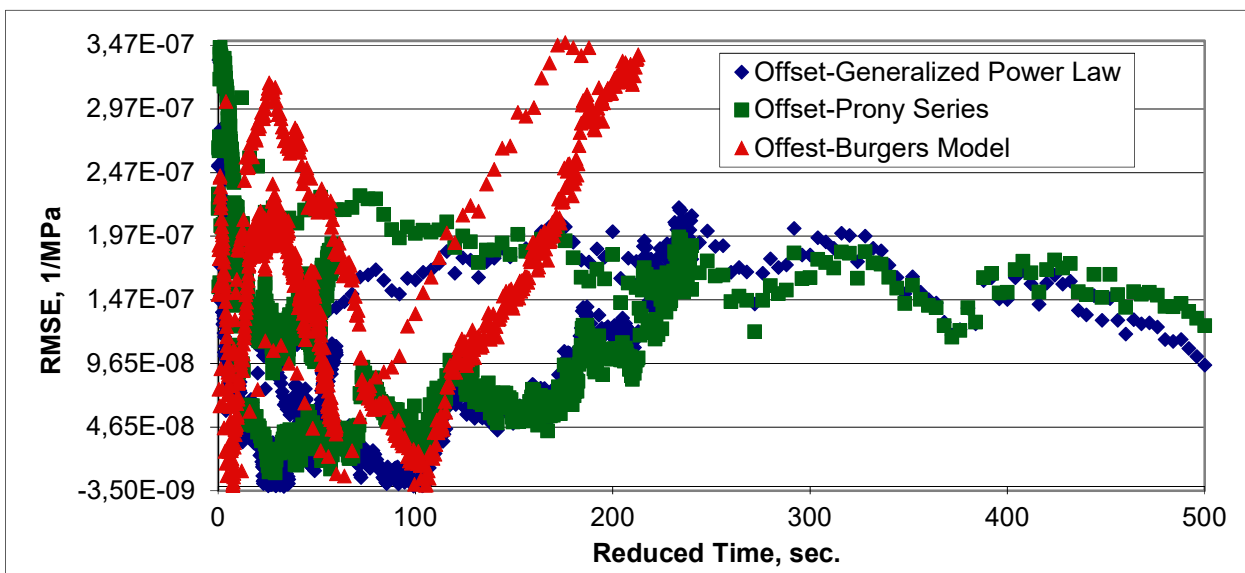 3,47E-07
2,97E-07
2,47E-07
1,97E-07
1,47E-07
9,65E-08
4,65E-08
-3,50E-09
RMSE, 1/MPa
Offset-Generalized Power Law
Offset-Prony Series
Offest-Burgers Model
0 100 200 300 400 500
Reduced Time, sec.